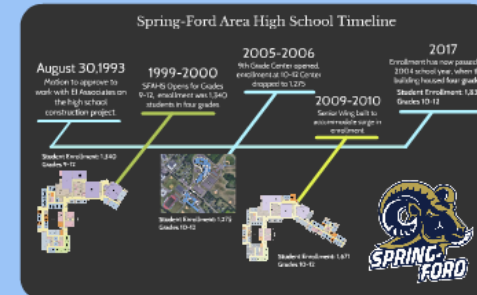 Spring-Ford Area High School Timeline
August 30,1993
Motion to approve to
work with EI Associates on
the high school
construction project
Student Enrollment: 1,340
Grades 9-12
1999-2000
SFAHS Opens for Grades
9-12, enrollment was 1,340
students in four grades
2005-2006
9th Grade Center opened,
enrollment at 10-12 Center
dropped to 1,275
Student Enrollment: 1,275
Grades 10-12
2009-2010
Senior Wing built to
accommodate surge in
enrollment
Student Enrollment: 1,671
Grades 10-12
2017
Enrollment has now passed
2004 school year, when
building housed four grad
Student Enrollment: 1,83
Grades 10-12
SPRING-
FORD